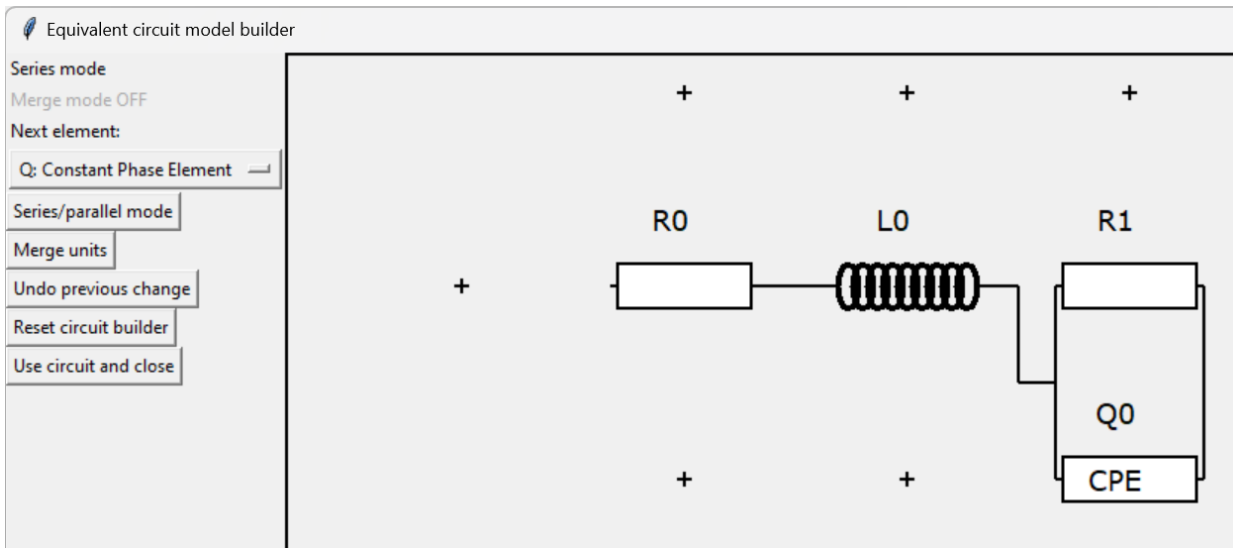 Equivalent circuit model builder
Series mode
Merge mode OFF
Next element:
Q: Constant Phase Element
Series/parallel mode
Merge units
Undo previous change
Reset circuit builder
Use circuit and close
+ + +
R0 L0 R1
+
Q0
+ + CPE